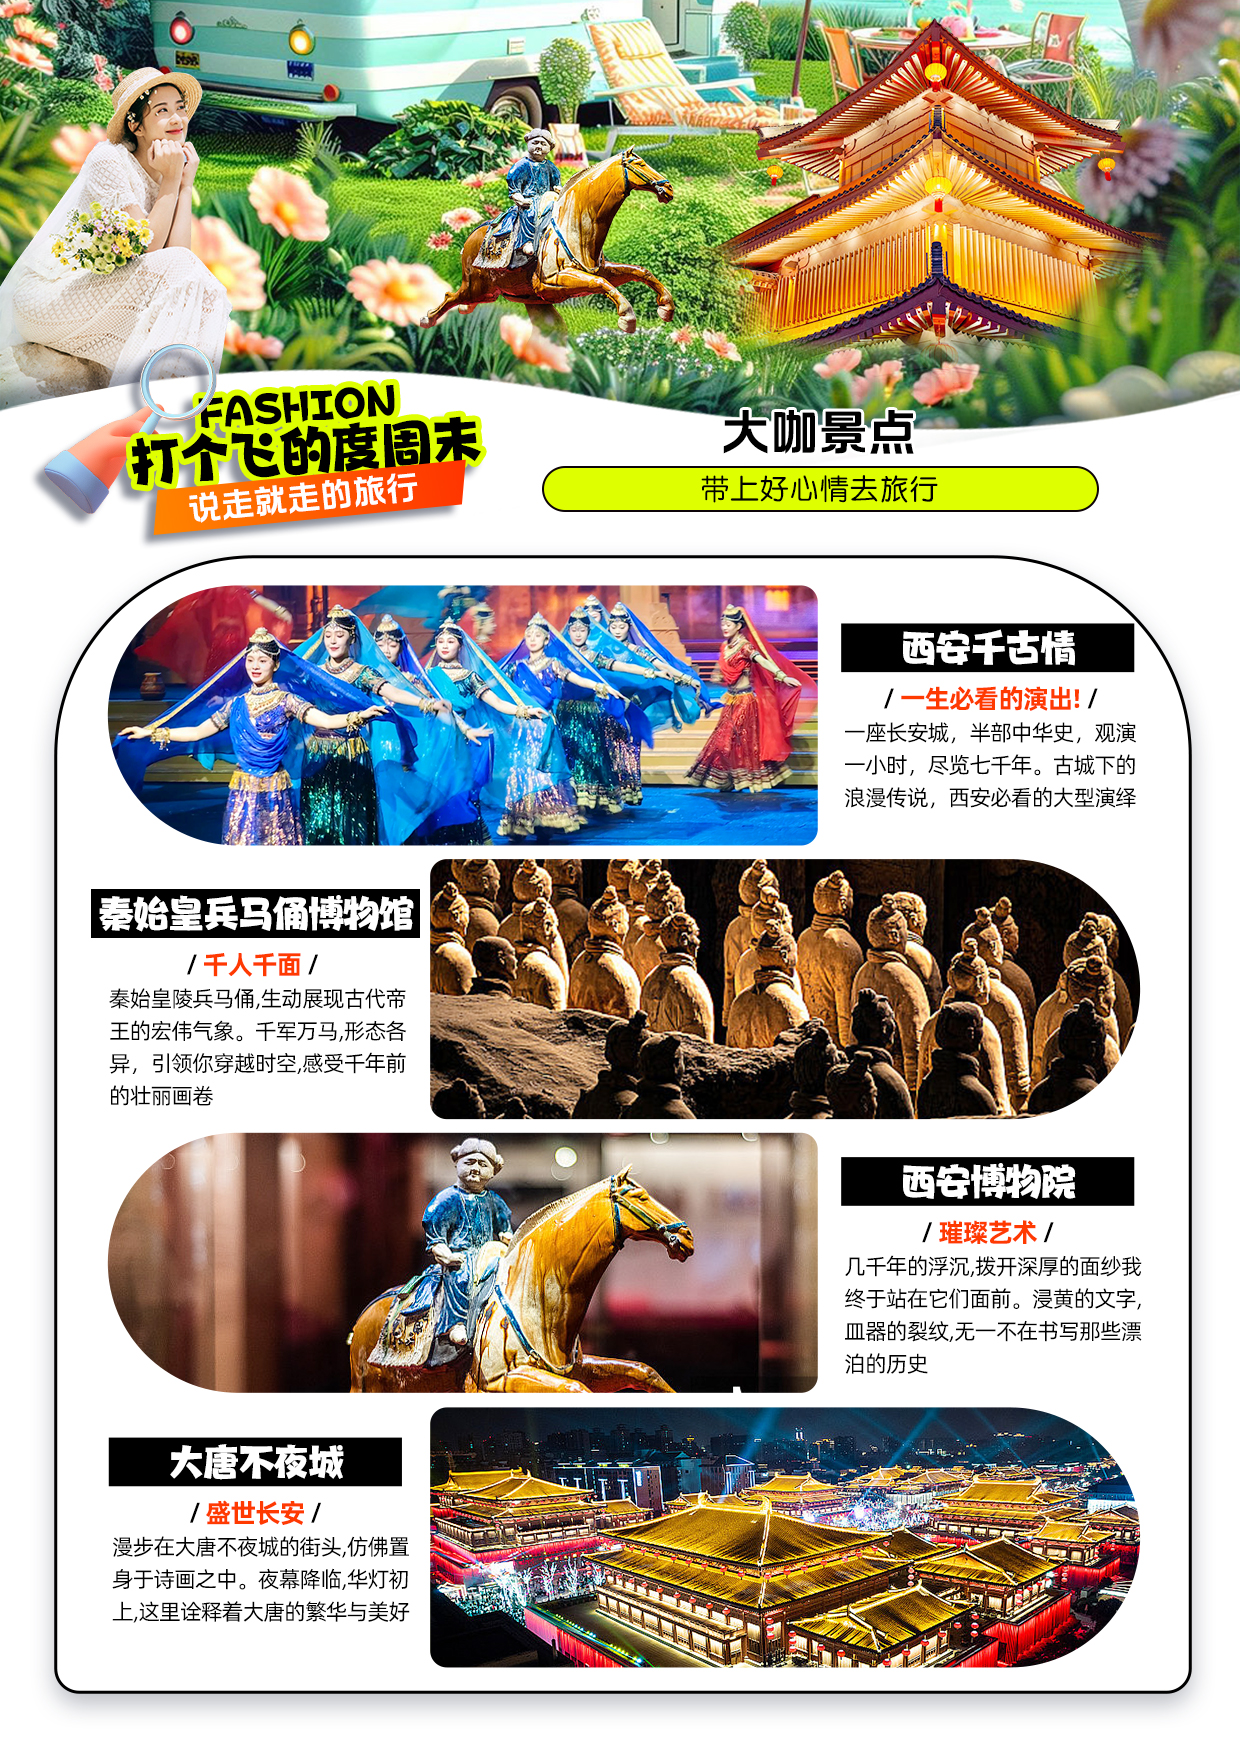 FASHION
打个飞的度周末
说走就走的旅行
大咖景点
带上好心情去旅行
西安千古情
/ 一生必看的演出! /
一座长安城，半部中华史，观演
一小时，尽览七千年。古城下的
浪漫传说，西安必看的大型演绎
秦始皇兵马俑博物馆
/ 千人千面 /
秦始皇陵兵马俑,生动展现古代帝
王的宏伟气象。千军万马,形态各
异，引领你穿越时空,感受千年前
的壮丽画卷
西安博物院
/ 璀璨艺术 /
几千年的浮沉,拨开深厚的面纱我
终于站在它们面前。漫黄的文字,
皿器的裂纹,无一不在书写那些漂
泊的历史
大唐不夜城
/ 盛世长安 /
漫步在大唐不夜城的街头,仿佛置
身于诗画之中。夜幕降临,华灯初
上,这里诠释着大唐的繁华与美好